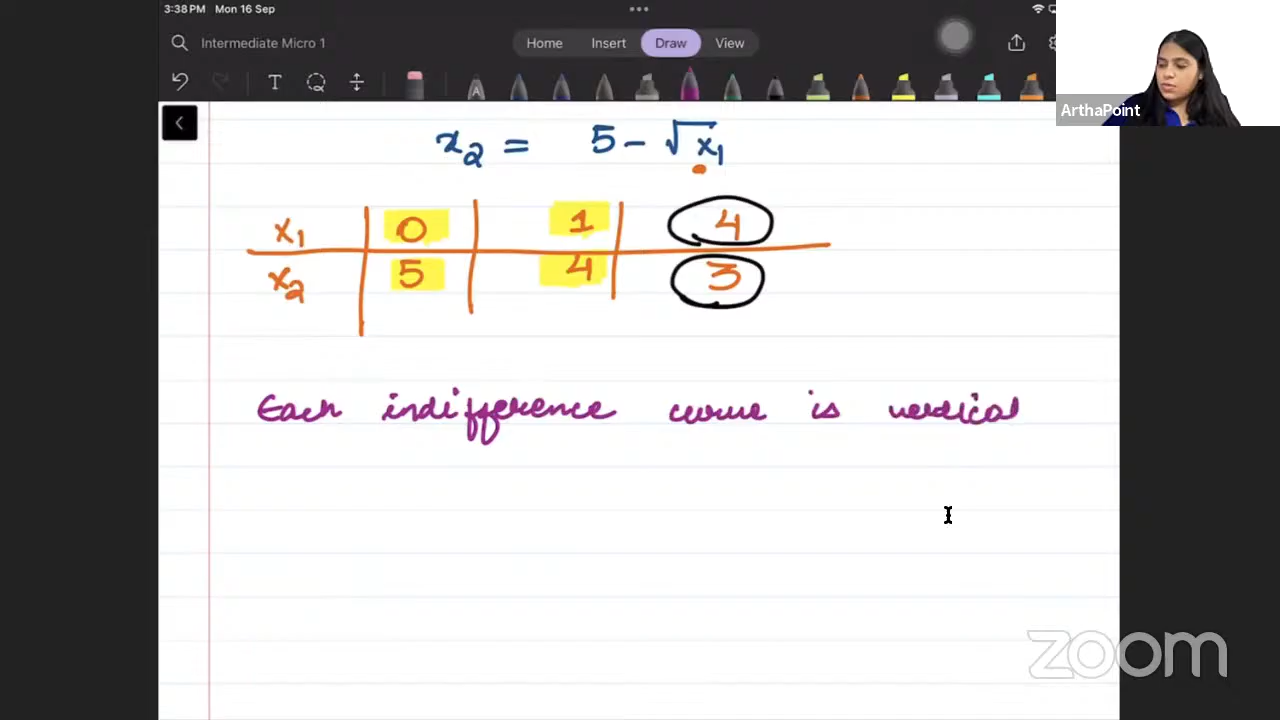 3:38 PM Mon 16 Sep
Intermediate Micro 1
Home Insert Draw View
ArthaPoint
x₂ = 5 - √x₁
x₁ 0 1 4
x₂ 5 4 3
Each indifference curve is vertical
zoom